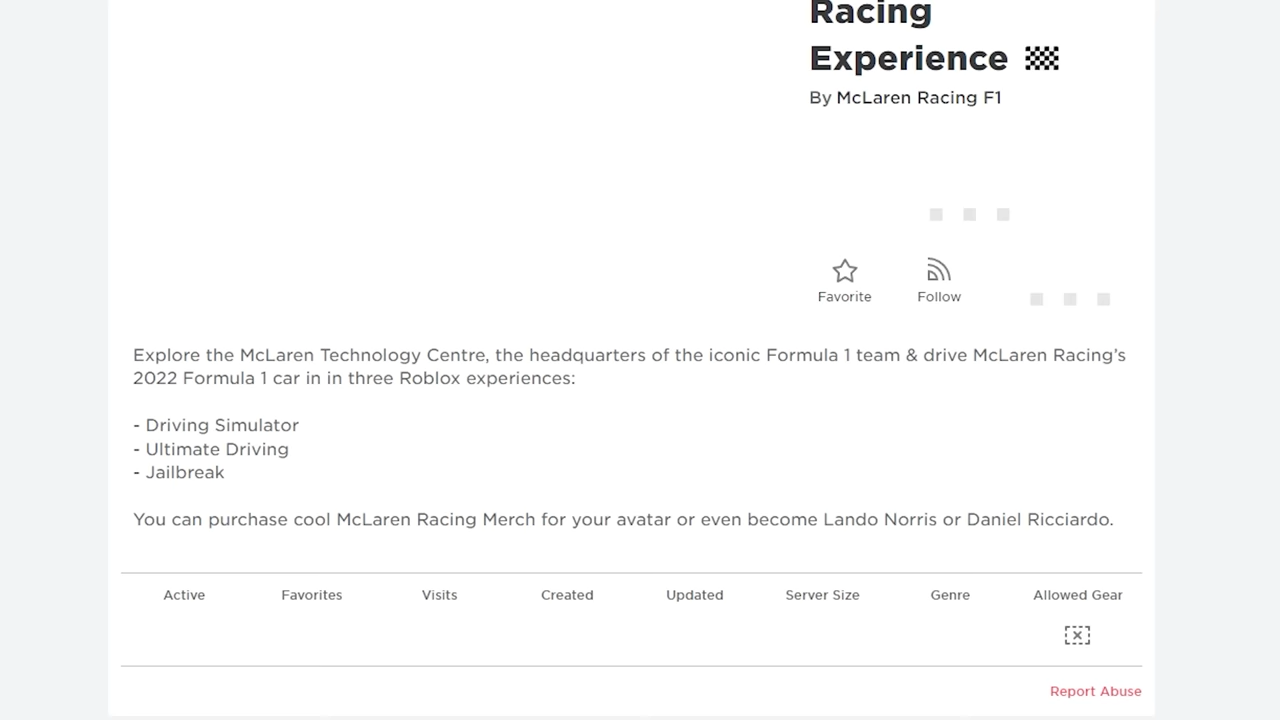 Racing
Experience
By McLaren Racing F1
Favorite
Follow
Explore the McLaren Technology Centre, the headquarters of the iconic Formula 1 team & drive McLaren Racing’s
2022 Formula 1 car in in three Roblox experiences:
- Driving Simulator
- Ultimate Driving
- Jailbreak
You can purchase cool McLaren Racing Merch for your avatar or even become Lando Norris or Daniel Ricciardo.
Active Favorites Visits Created Updated Server Size Genre Allowed Gear
Report Abuse